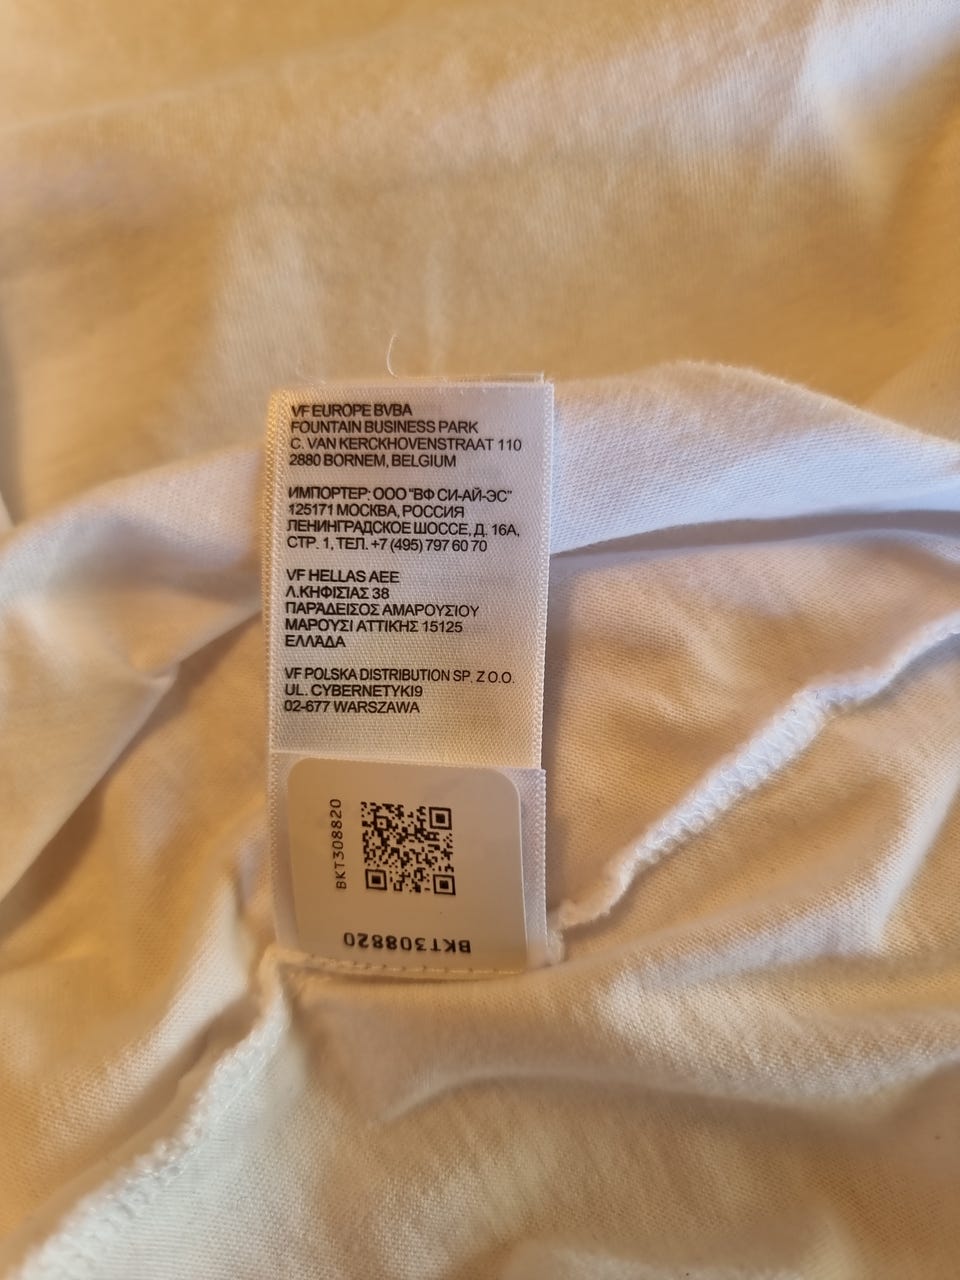 VF EUROPE BVBA
FOUNTAIN BUSINESS PARK
C. VAN KERCKHOVENSTRAAT 110
2880 BORNEM, BELGIUM
ИМПОРТЕР: ООО "ВФ СИ-АЙ-ЭС"
125171 МОСКВА, РОССИЯ
ЛЕНИНГРАДСКОЕ ШОССЕ, Д. 16А,
СТР. 1, ТЕЛ. +7 (495) 797 60 70
VF HELLAS AEE
Λ.ΚΗΦΙΣΙΑΣ 38
ΠΑΡΆΔΕΙΣΟΣ ΑΜΑΡΟΥΣΙΟΥ
ΜΑΡΟΥΣΙ ΑΤΤΙΚΗΣ 15125
ΕΛΛΆΔΑ
VF POLSKA DISTRIBUTION SP. Z O.O.
UL. CYBERNETYKI9
02-677 WARSZAWA
BKT308820
BKT308820